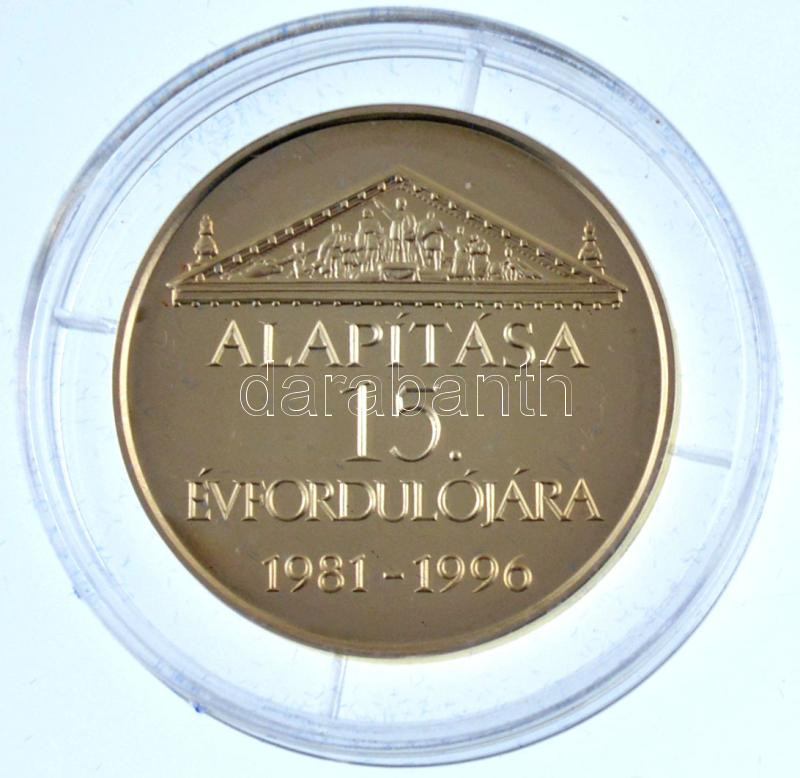 ALAPÍTÁSA
darabanth
15.
ÉVFORDULÓJÁRA
1981-1996